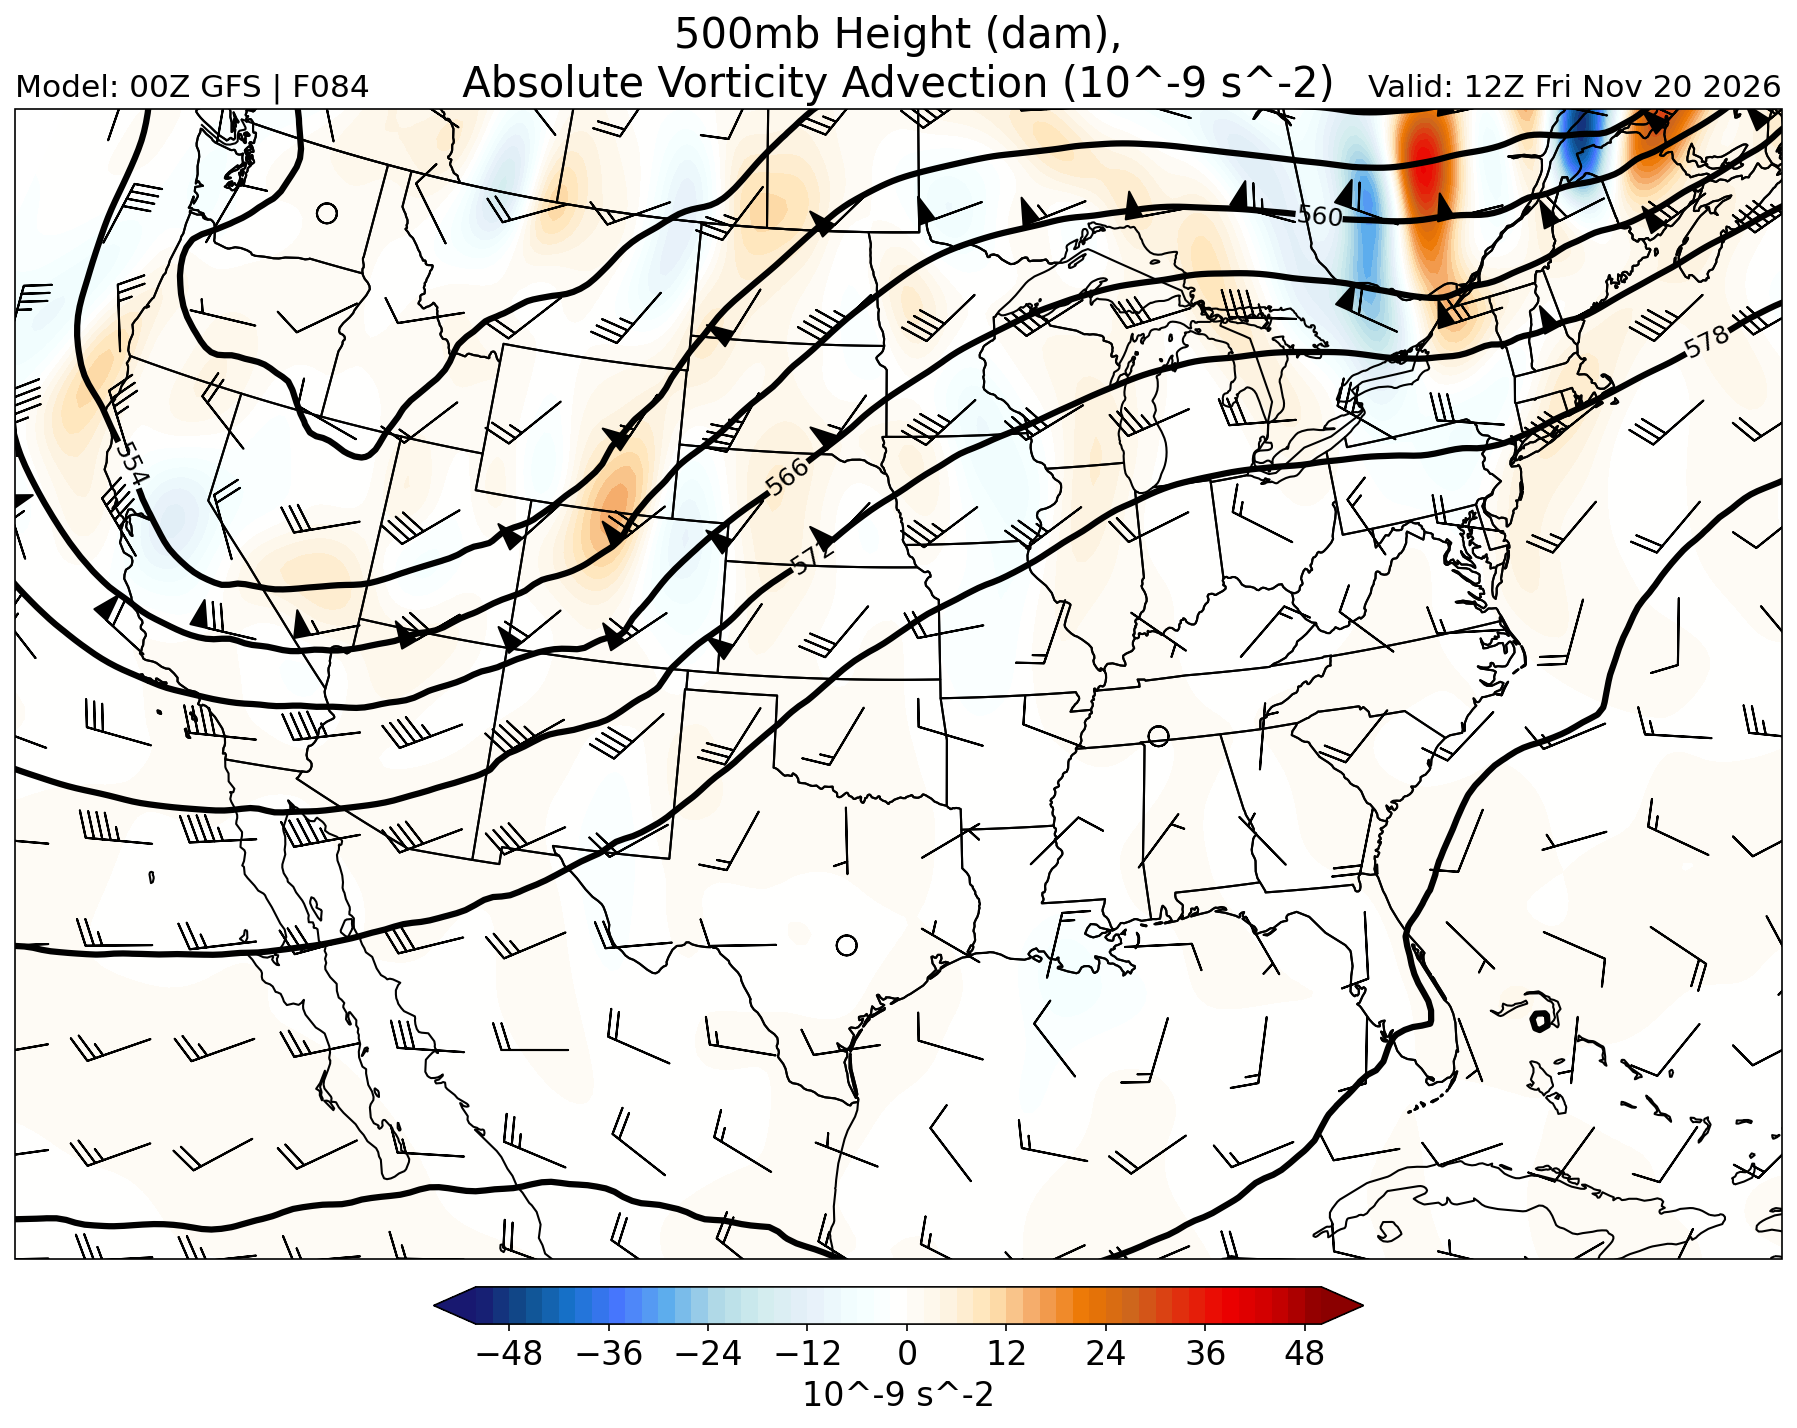 500mb Height (dam),
Model: 00Z GFS | F084
Absolute Vorticity Advection (10^-9 s^-2)
Valid: 12Z Fri Nov 20 2026
560
578
554
566
572
−48 −36 −24 −12 0 12 24 36 48
10^-9 s^-2